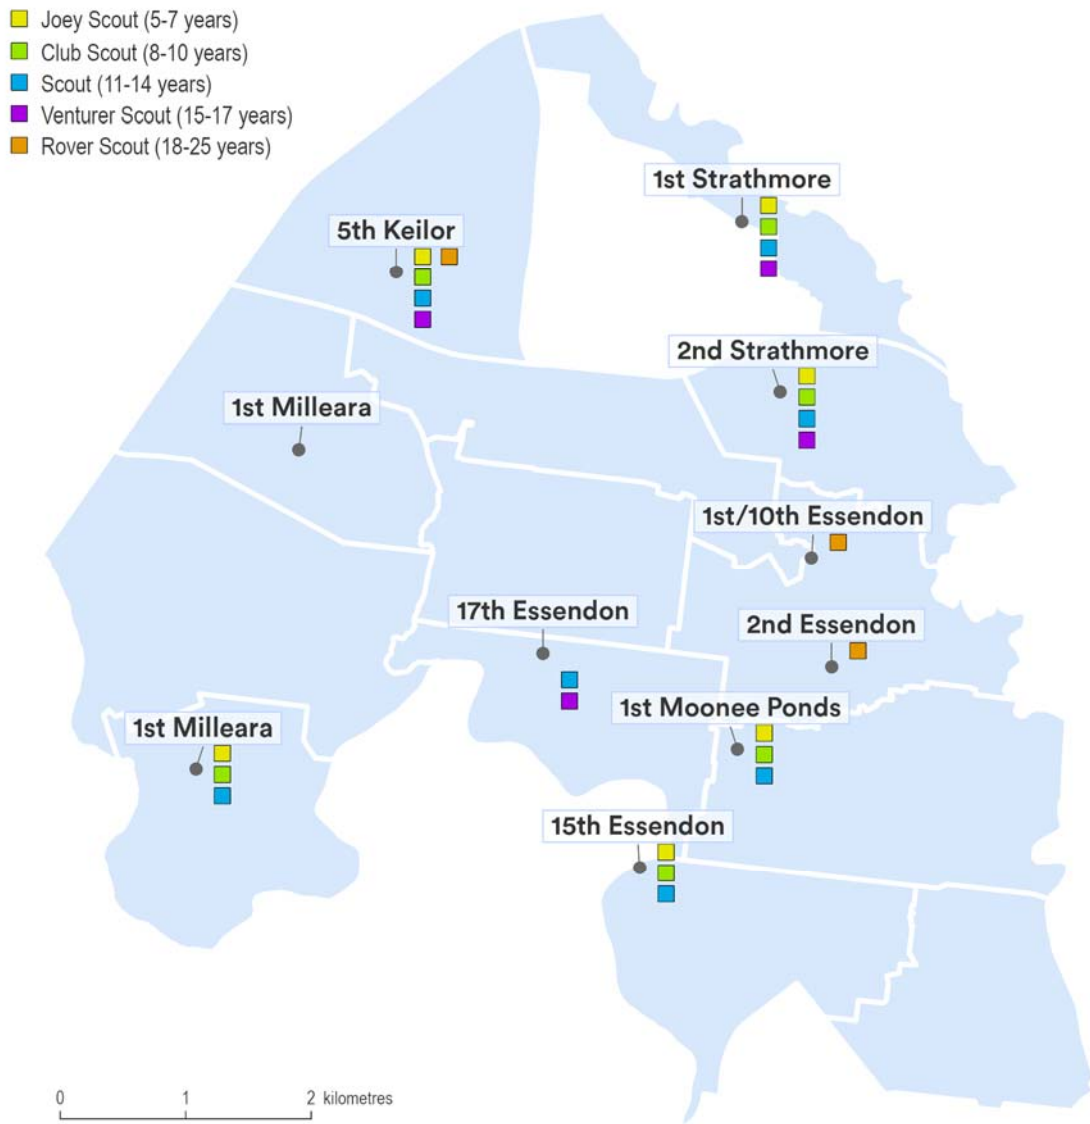 Joey Scout (5-7 years)
Club Scout (8-10 years)
Scout (11-14 years)
Venturer Scout (15-17 years)
Rover Scout (18-25 years)
1st Strathmore
5th Keilor
2nd Strathmore
1st Milleara
1st/10th Essendon
17th Essendon
2nd Essendon
1st Moonee Ponds
1st Milleara
15th Essendon
0 1 2 kilometres